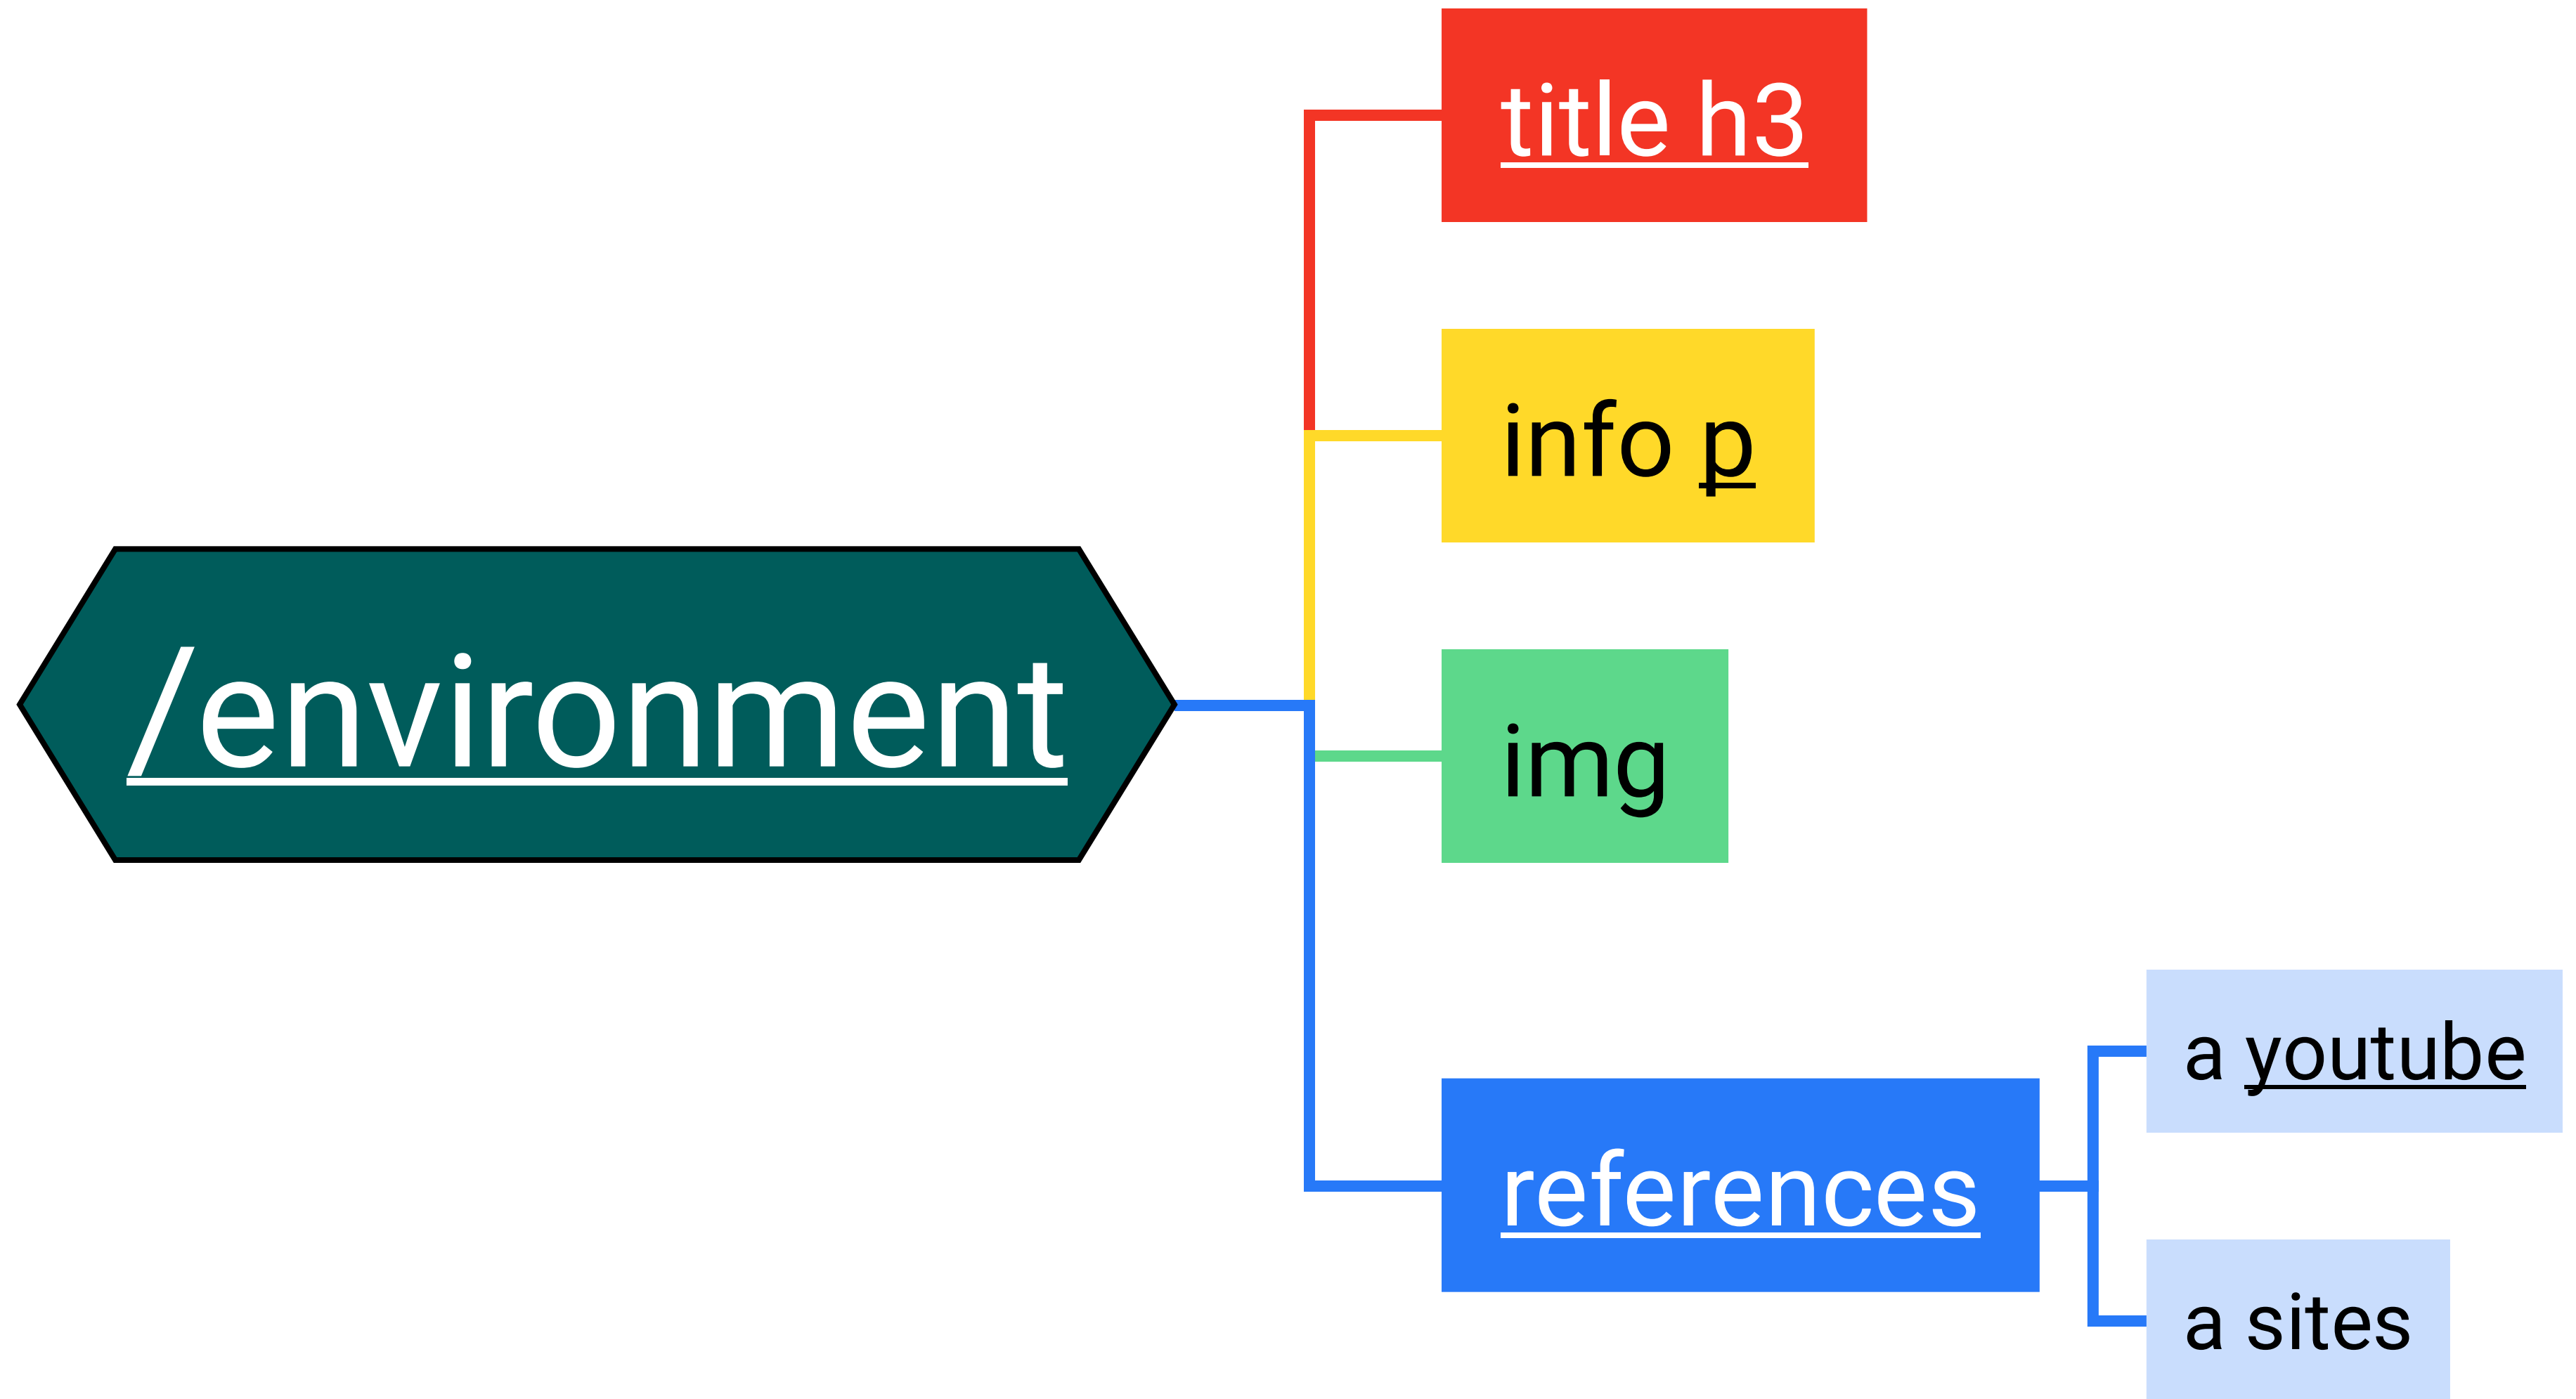 /environment
title h3
info p
img
references
a youtube
a sites